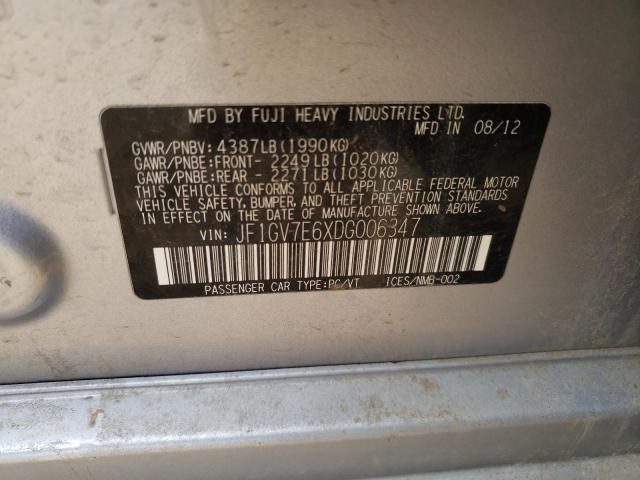 MFD BY FUJI HEAVY INDUSTRIES LTD.
MFD IN 08/12
GVWR/PNBV: 4387LB(1990KG)
GAWR/PNBE:FRONT- 2249LB(1020KG)
GAWR/PNBE:REAR - 2271LB(1030KG)
THIS VEHICLE CONFORMS TO ALL APPLICABLE FEDERAL MOTOR
VEHICLE SAFETY, BUMPER, AND THEFT PREVENTION STANDARDS
IN EFFECT ON THE DATE OF MANUFACTURE SHOWN ABOVE.
VIN: JF1GV7E6XDG006347
PASSENGER CAR TYPE:PC/VT ICES/NMB-002